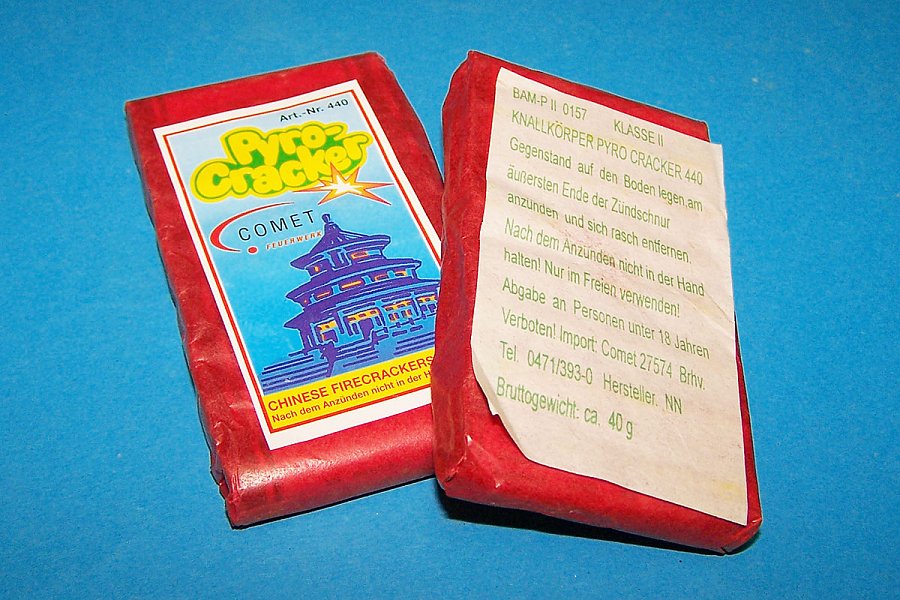 Art.-Nr. 440
Pyro-
Cracker
COMET
FEUERWERK
CHINESE FIRECRACKERS
Nach dem Anzünden nicht in der H
BAM-P II 0157 KLASSE II
KNALLKÖRPER PYRO CRACKER 440
Gegenstand auf den Boden legen,am
äußersten Ende der Zündschnur
anzünden und sich rasch entfernen.
Nach dem Anzünden nicht in der Hand
halten! Nur im Freien verwenden!
Abgabe an Personen unter 18 Jahren
Verboten! Import: Comet 27574 Brhv.
Tel. 0471/393-0 Hersteller. NN
Bruttogewicht: ca. 40 g